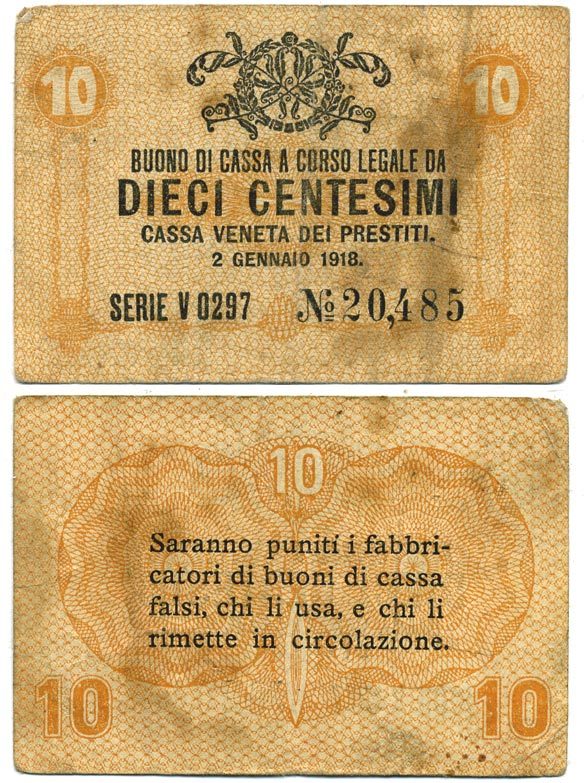 10 10
BUONO DI CASSA A CORSO LEGALE DA
DIECI CENTESIMI
CASSA VENETA DEI PRESTITI.
2 GENNAIO 1918.
SERIE V 0297 № 20,485
10
Saranno puniti i fabbri-
catori di buoni di cassa
falsi, chi li usa, e chi li
rimette in circolazione.
10 10